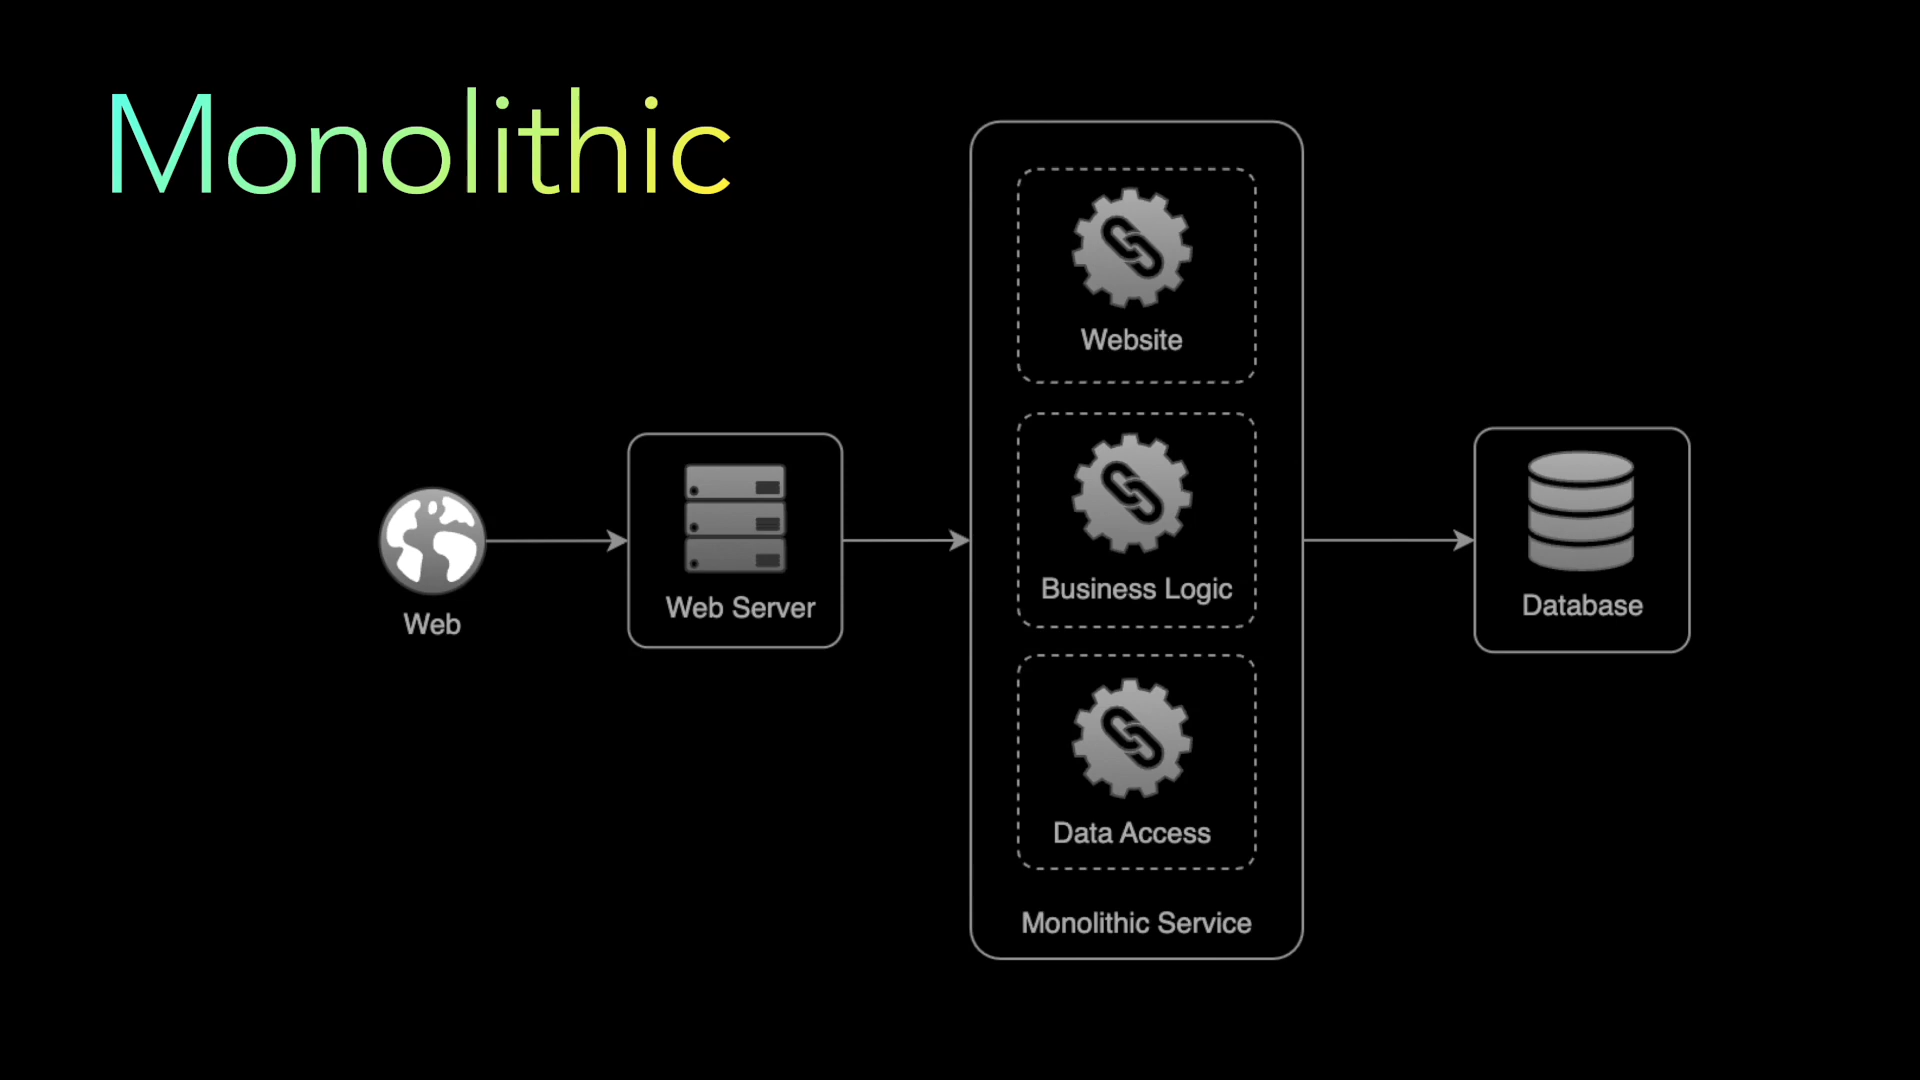 Monolithic
Web
Web Server
Website
Business Logic
Data Access
Monolithic Service
Database